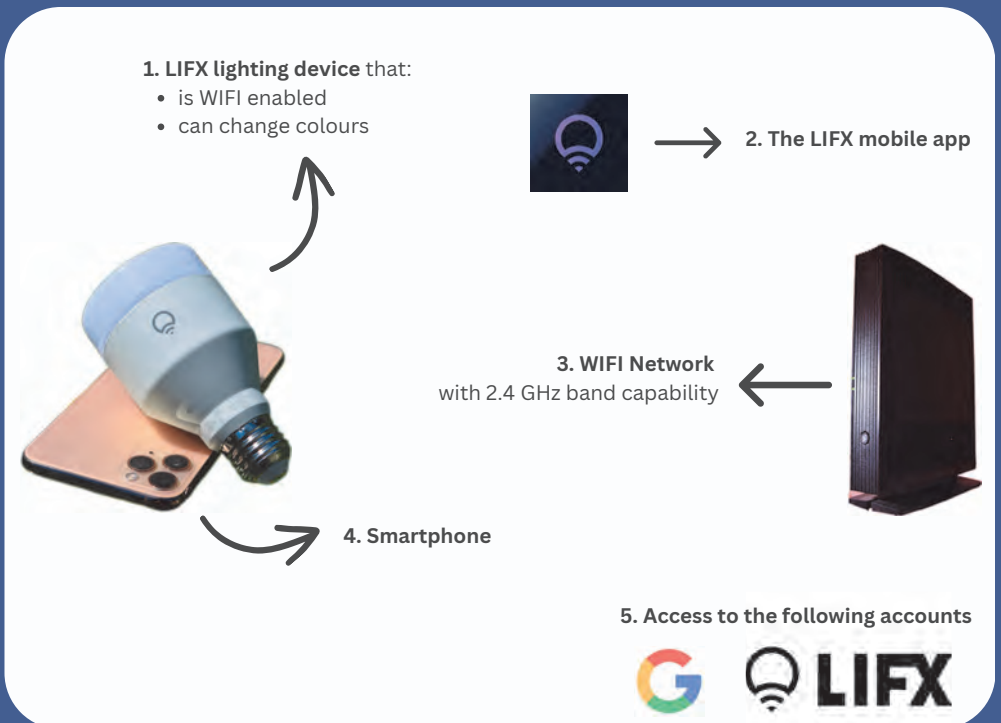 1. LIFX lighting device that:
• is WIFI enabled
• can change colours
2. The LIFX mobile app
3. WIFI Network
with 2.4 GHz band capability
4. Smartphone
5. Access to the following accounts
G LIFX